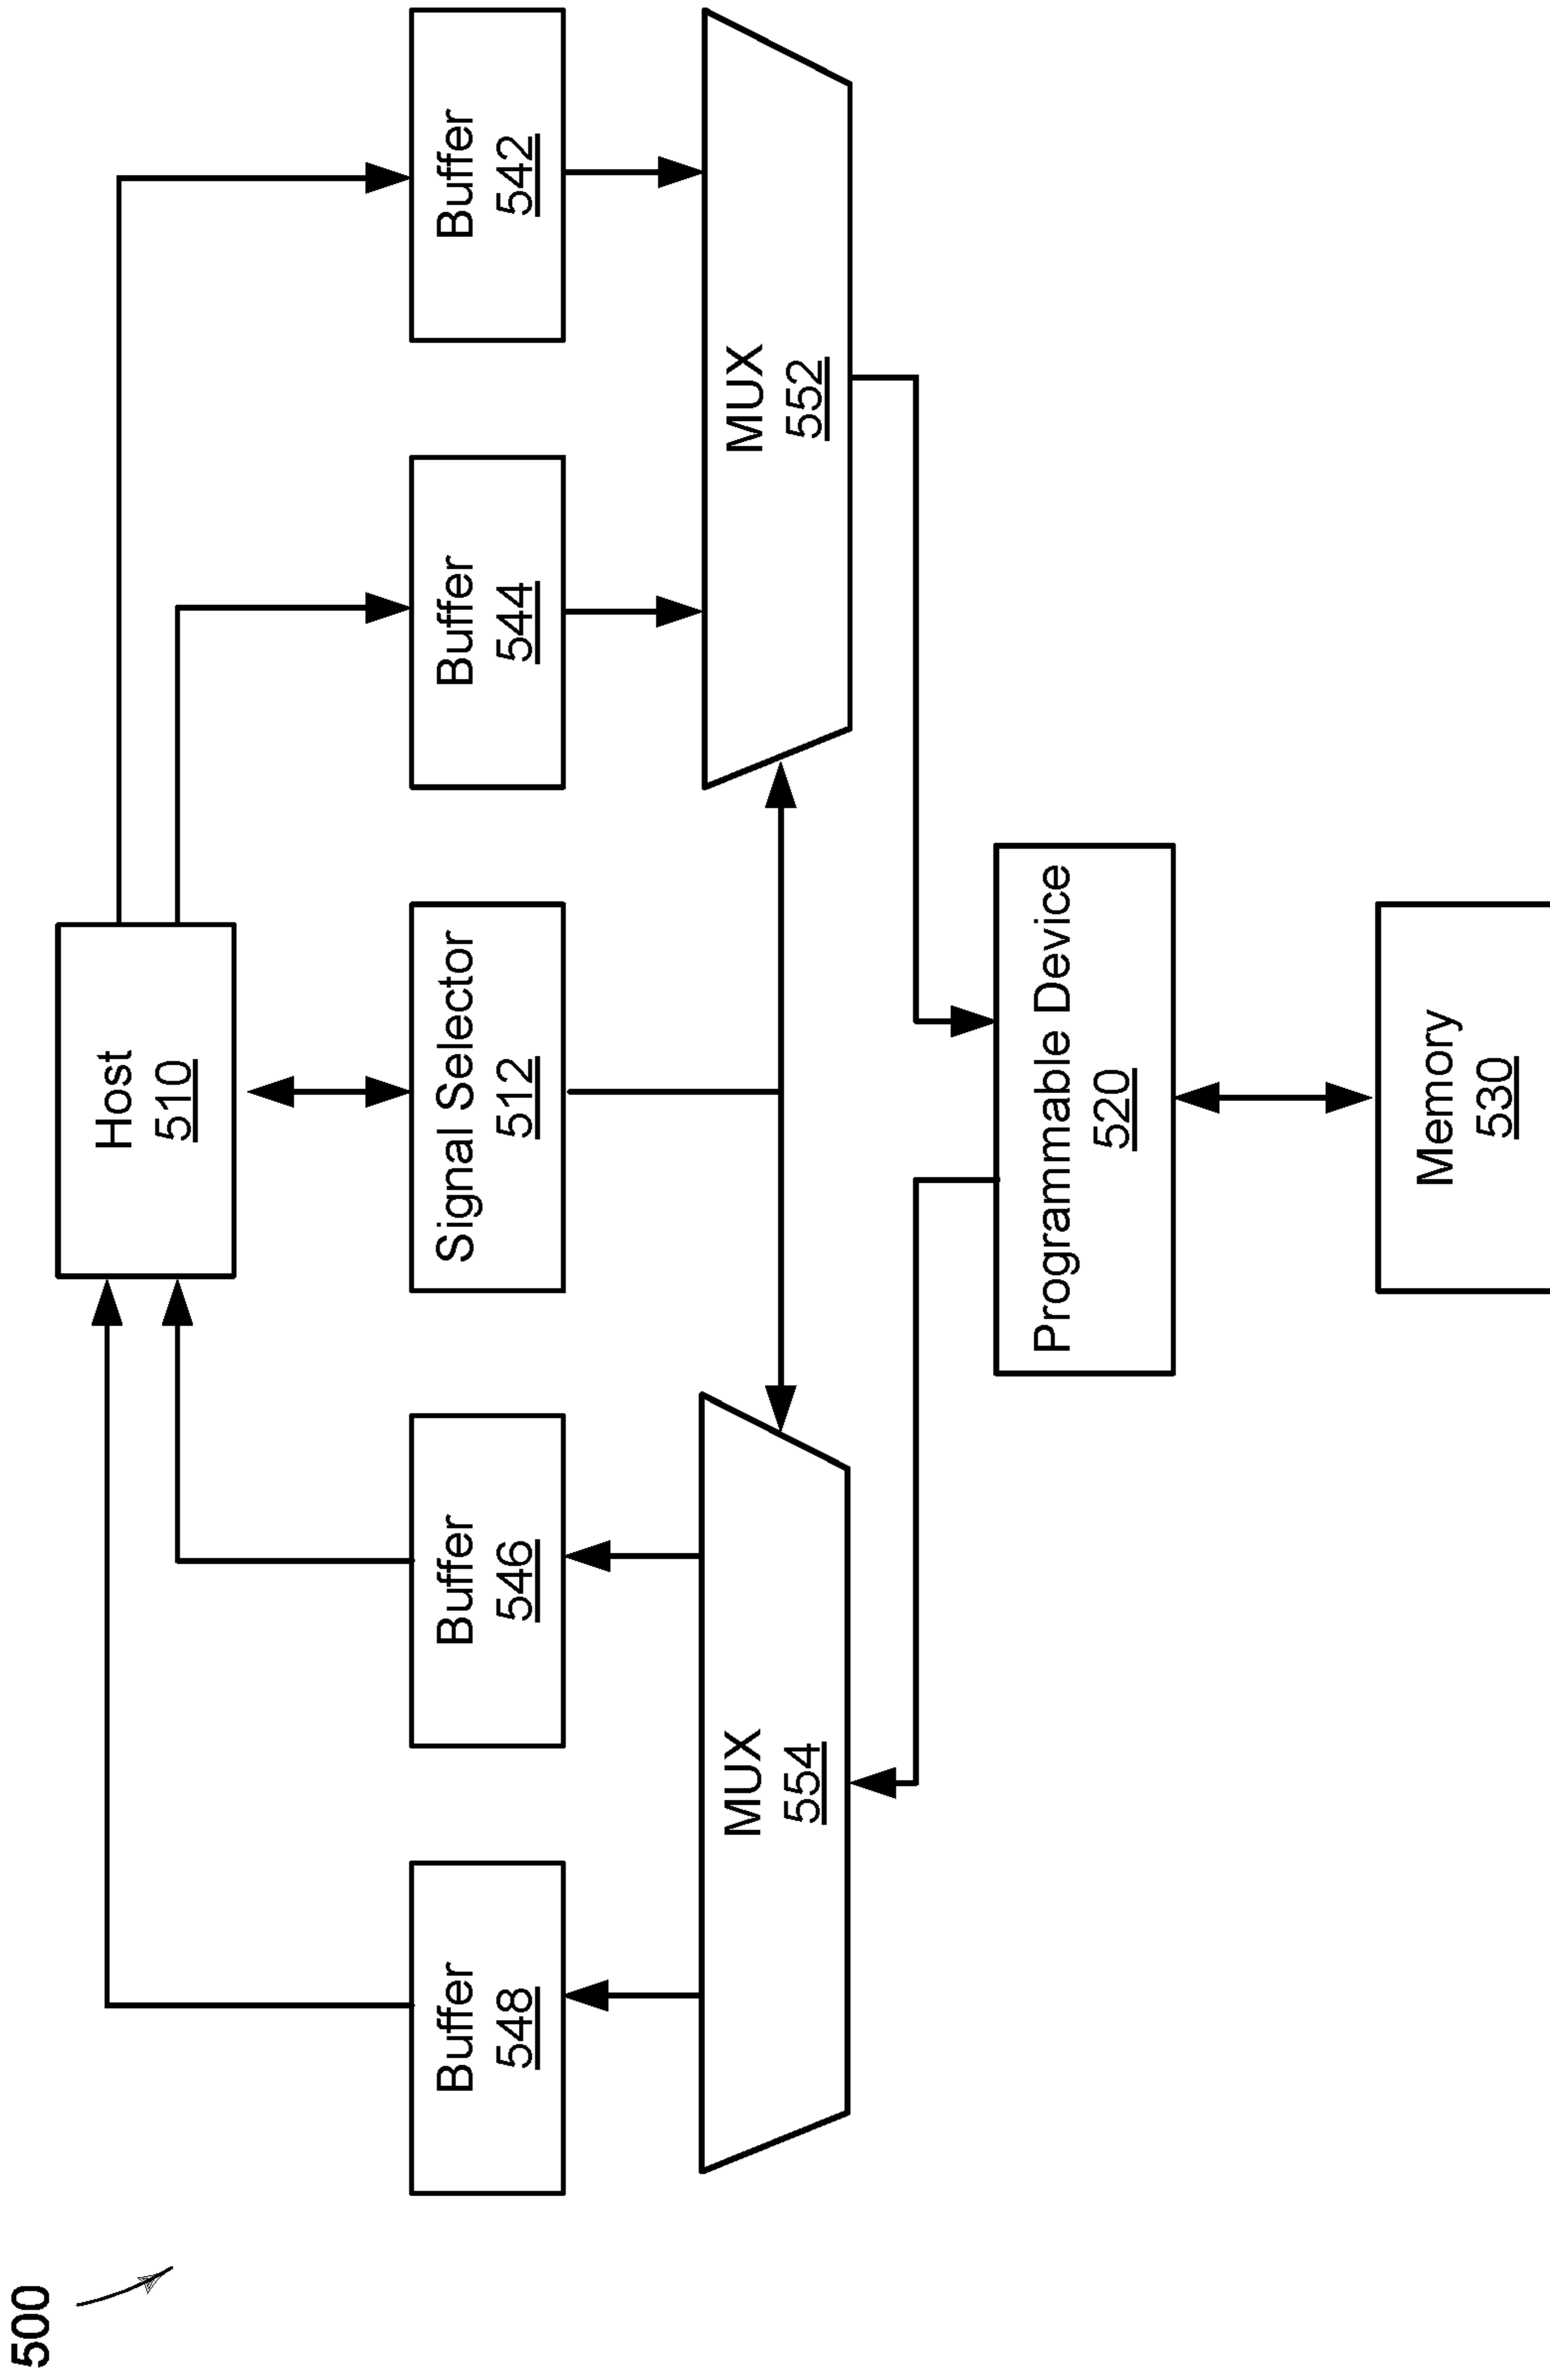 500
Host
510
Buffer
548
Buffer
546
Signal Selector
512
Buffer
544
Buffer
542
MUX
554
MUX
552
Programmable Device
520
Memory
530